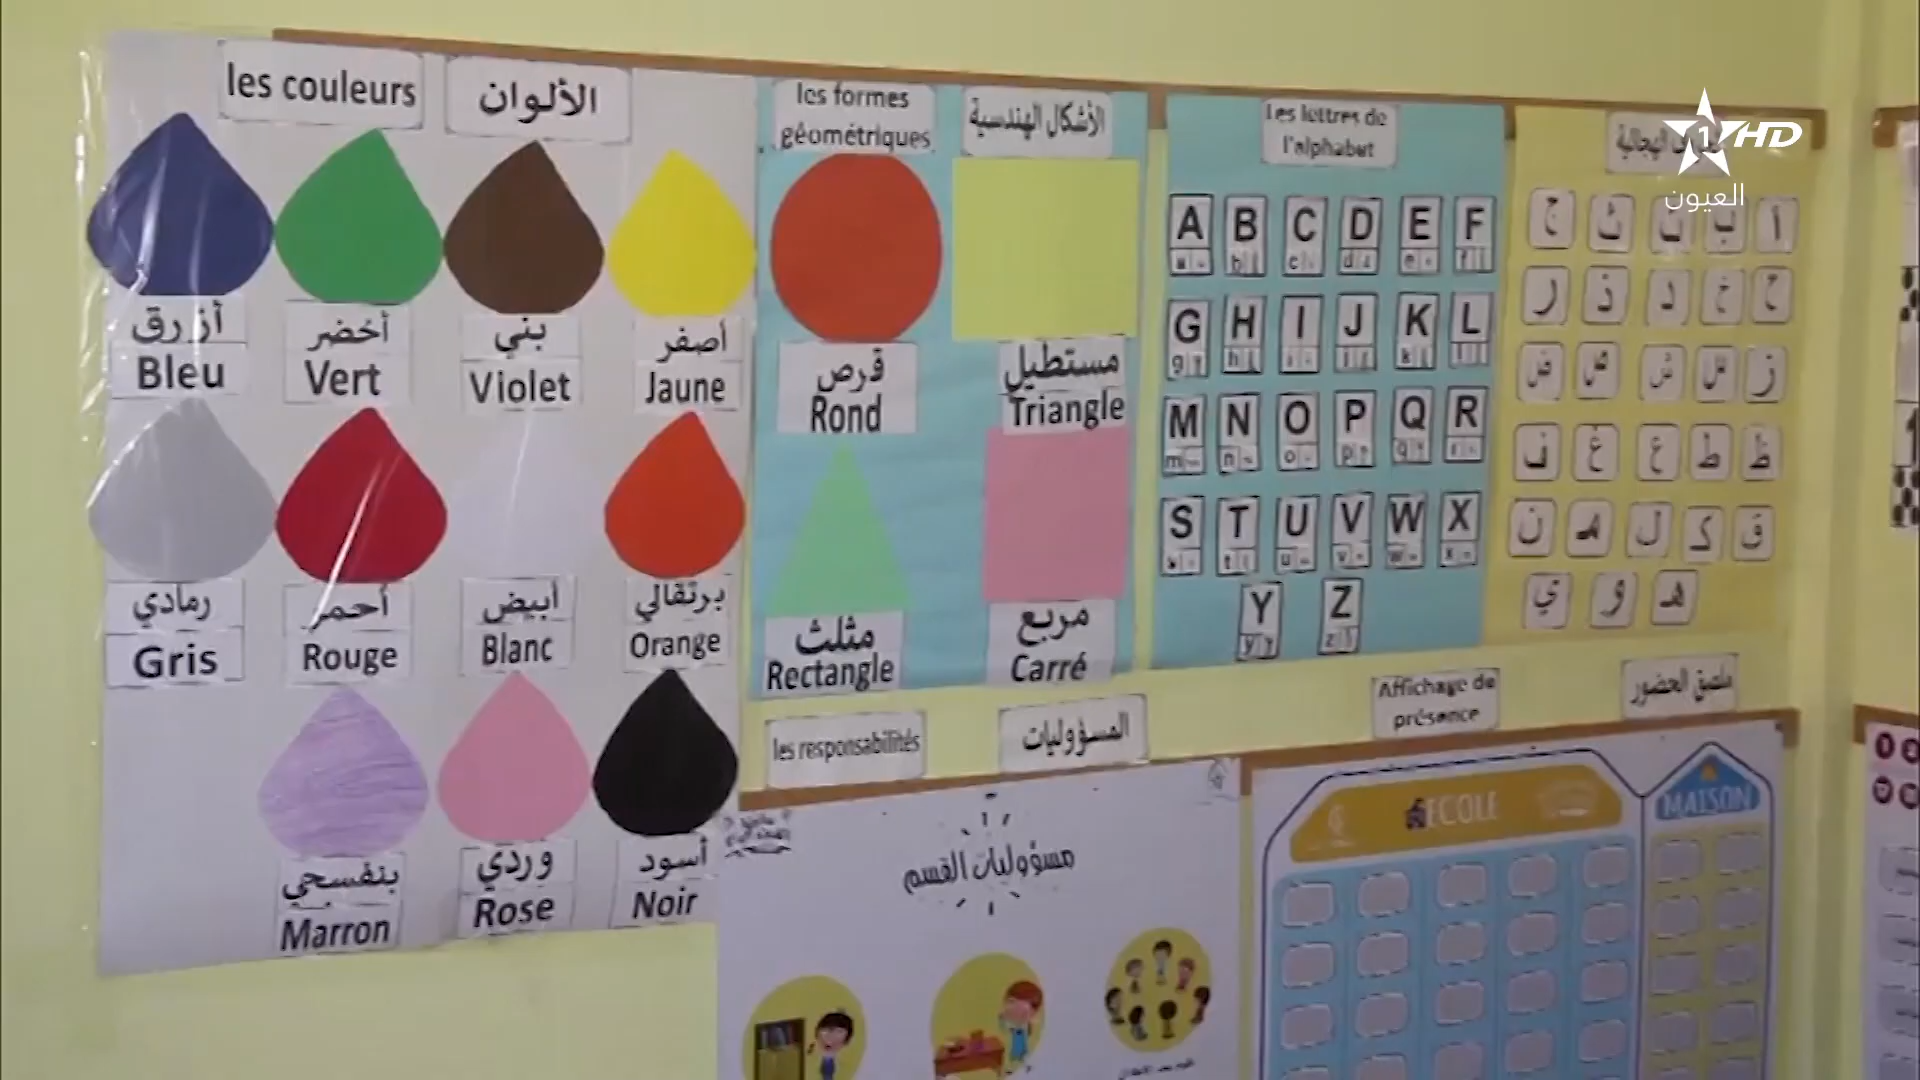 les couleurs
الألوان
أزرق
Bleu
أخضر
Vert
بني
Violet
أصفر
Jaune
رمادي
Gris
أحمر
Rouge
أبيض
Blanc
برتقالي
Orange
بنفسجي
Marron
وردي
Rose
أسود
Noir
les formes
géométriques
الأشكال الهندسية
قرص
Rond
مستطيل
Triangle
مثلث
Rectangle
مربع
Carré
Les lettres de
l'alphabet
A B C D E F
G H I J K L
M N O P Q R
S T U V W X
Y Z
الهجائية
أ ب ت ث ج
ح خ د ذ ر
ز س ش ص ض
ظ ط ع غ ف
ق ك ل م ن
هـ و ي
1 HD
العيون
les responsabilités
المسؤوليات
Affichage de
présence
ملصق الحضور
مسؤوليات القسم
ECOLE
MAISON